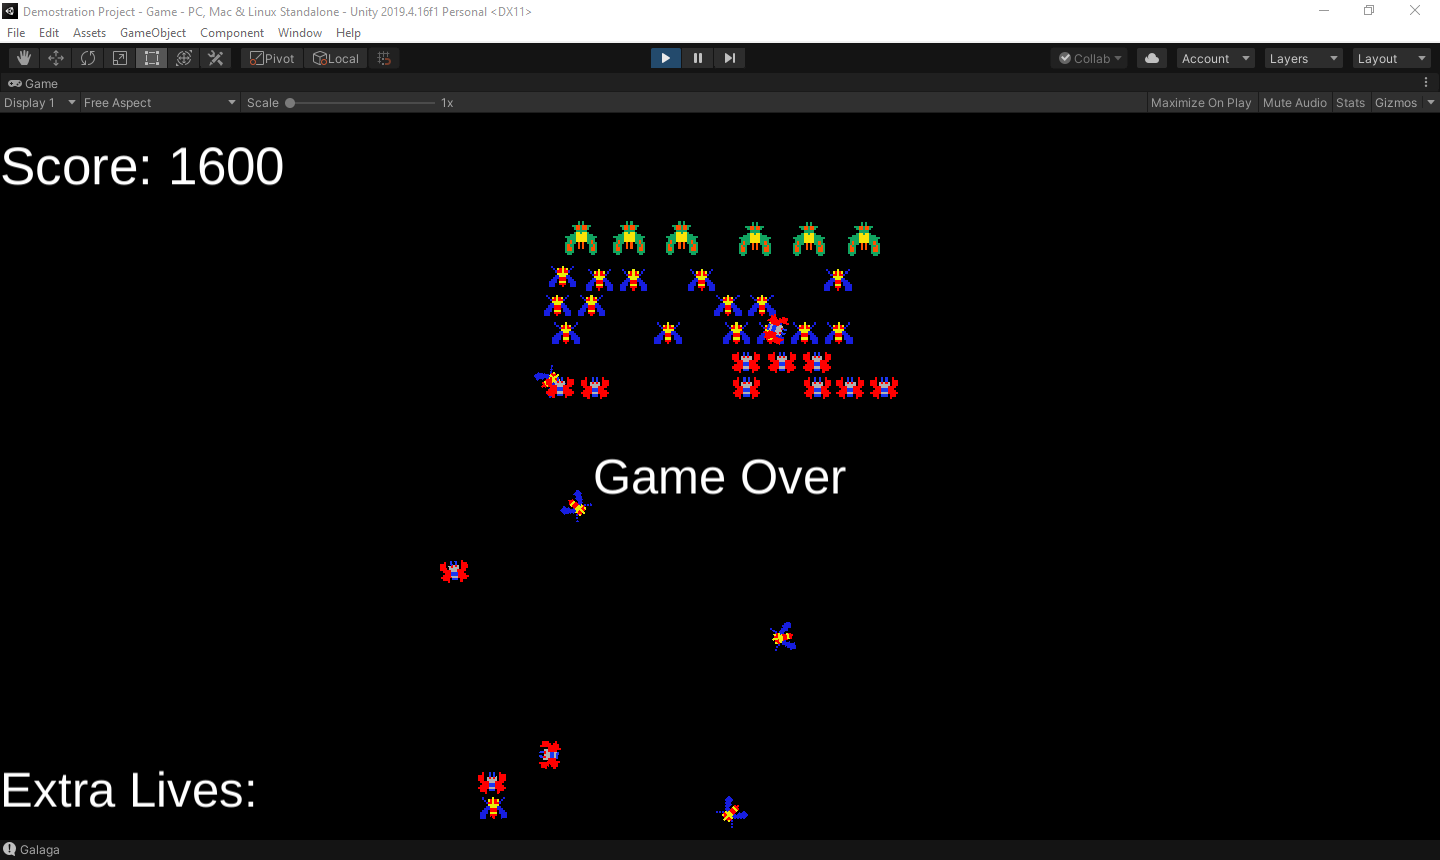 Demostration Project - Game - PC, Mac & Linux Standalone - Unity 2019.4.16f1 Personal <DX11>
File Edit Assets GameObject Component Window Help
Pivot Local Collab Account Layers Layout
Game
Display 1 Free Aspect Scale 1x Maximize On Play Mute Audio Stats Gizmos
Score: 1600
Game Over
Extra Lives:
Galaga